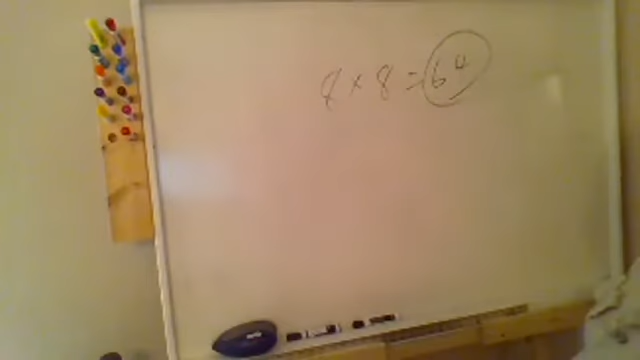 8 × 8 = 64